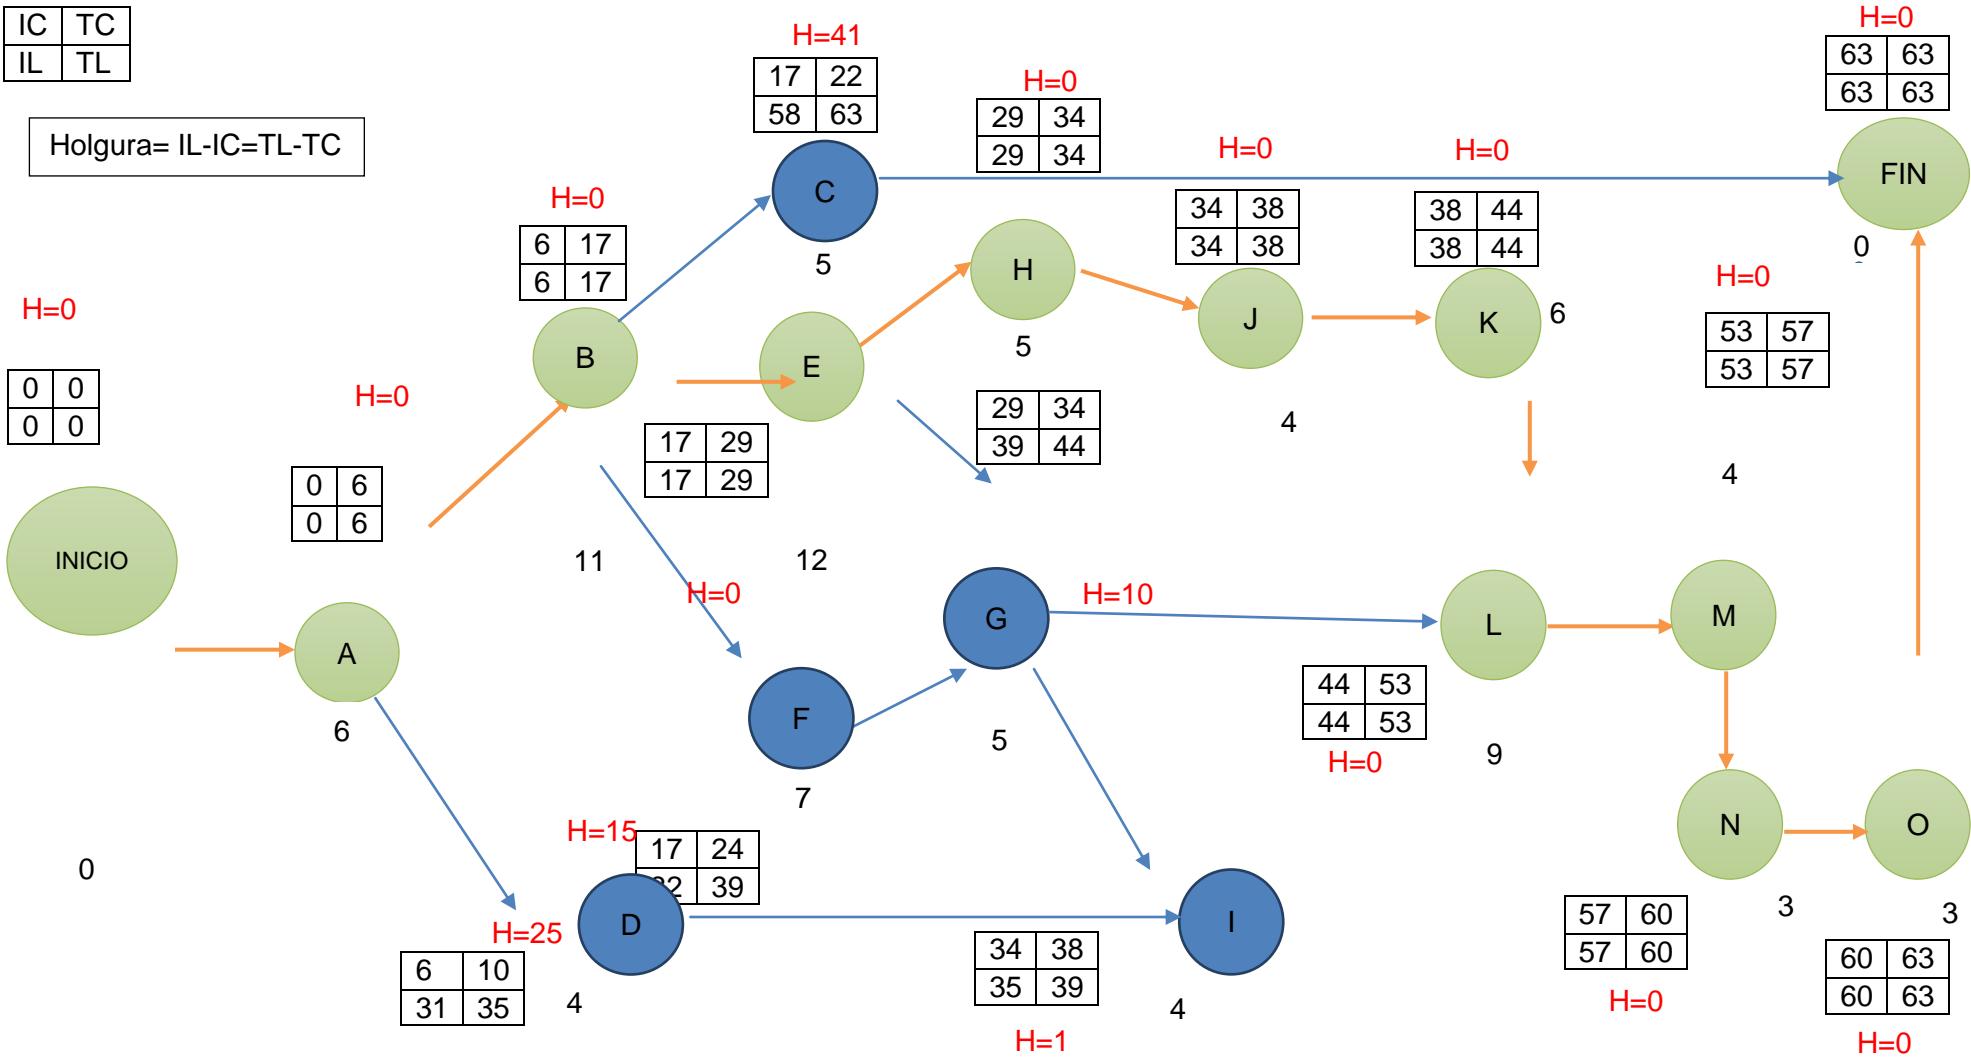 IC TC
IL TL
Holgura= IL-IC=TL-TC
H=0
0 0
0 0
INICIO
0
H=0
0 6
0 6
A
6
H=0
6 17
6 17
B
11
H=41
17 22
58 63
C
5
H=0
17 29
17 29
E
12
H=0
29 34
29 34
H
5
H=0
34 38
34 38
J
4
H=0
38 44
38 44
K
6
29 34
39 44
G
5
H=10
H=15
17 24
39
F
7
H=25
6 10
31 35
D
4
34 38
35 39
H=1
I
4
44 53
44 53
H=0
L
9
H=0
53 57
53 57
4
M
N
3
57 60
57 60
H=0
O
3
60 63
60 63
H=0
H=0
63 63
63 63
FIN
0